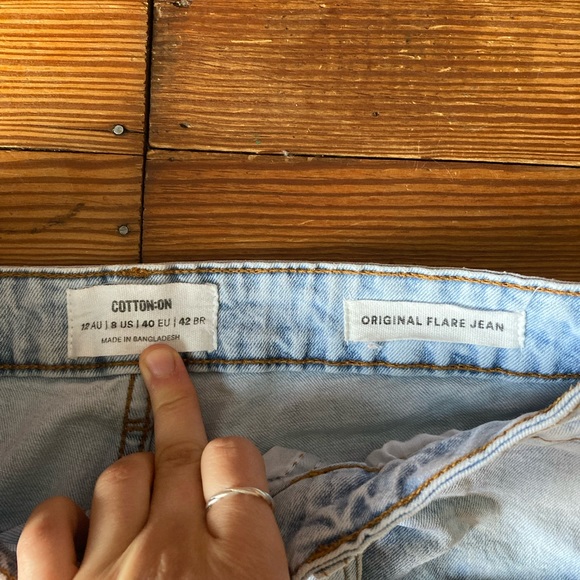 COTTON:ON
12 AU | 8 US | 40 EU | 42 BR
MADE IN BANGLADESH
ORIGINAL FLARE JEAN